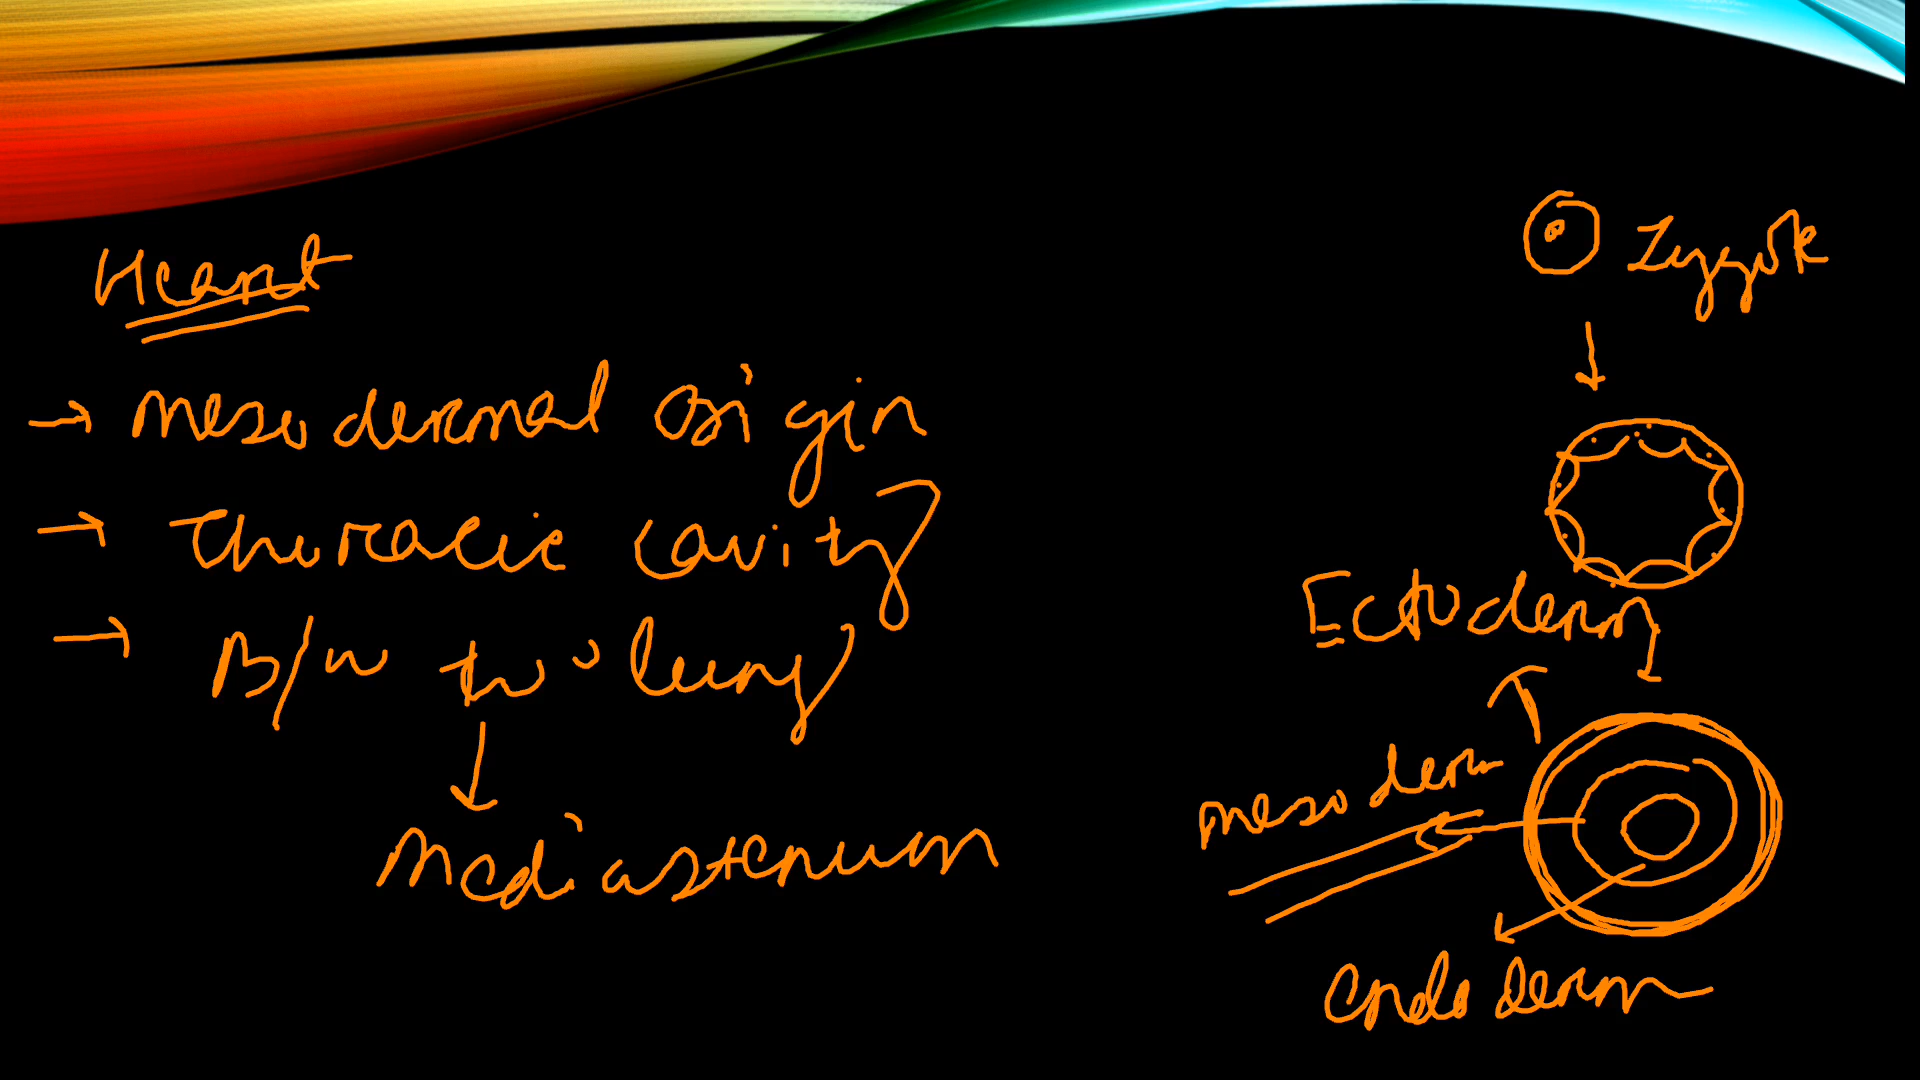 Heart
→ mesodermal origin
→ Thoracic cavity
→ B/w two lung
↓
Mediastenum
Zygote
↓
Ectoderm
mesoderm
Endoderm